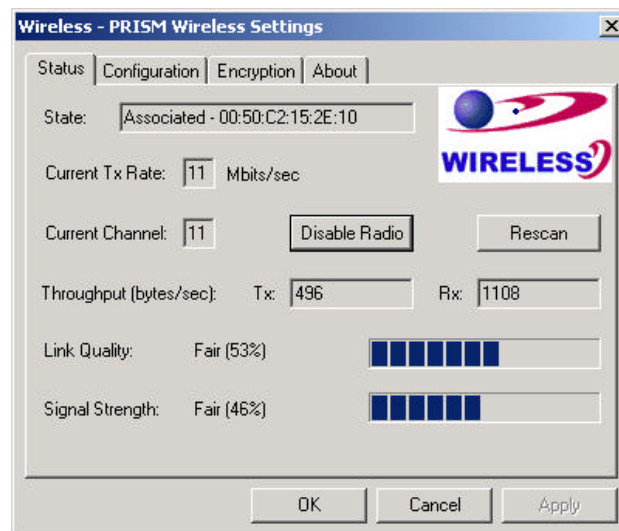 Wireless - PRISM Wireless Settings
Status Configuration Encryption About
State: Associated - 00:50:C2:15:2E:10
WIRELESS
Current Tx Rate: 11 Mbits/sec
Current Channel: 11 Disable Radio Rescan
Throughput (bytes/sec): Tx: 496 Rx: 1108
Link Quality: Fair (53%)
Signal Strength: Fair (46%)
OK Cancel Apply